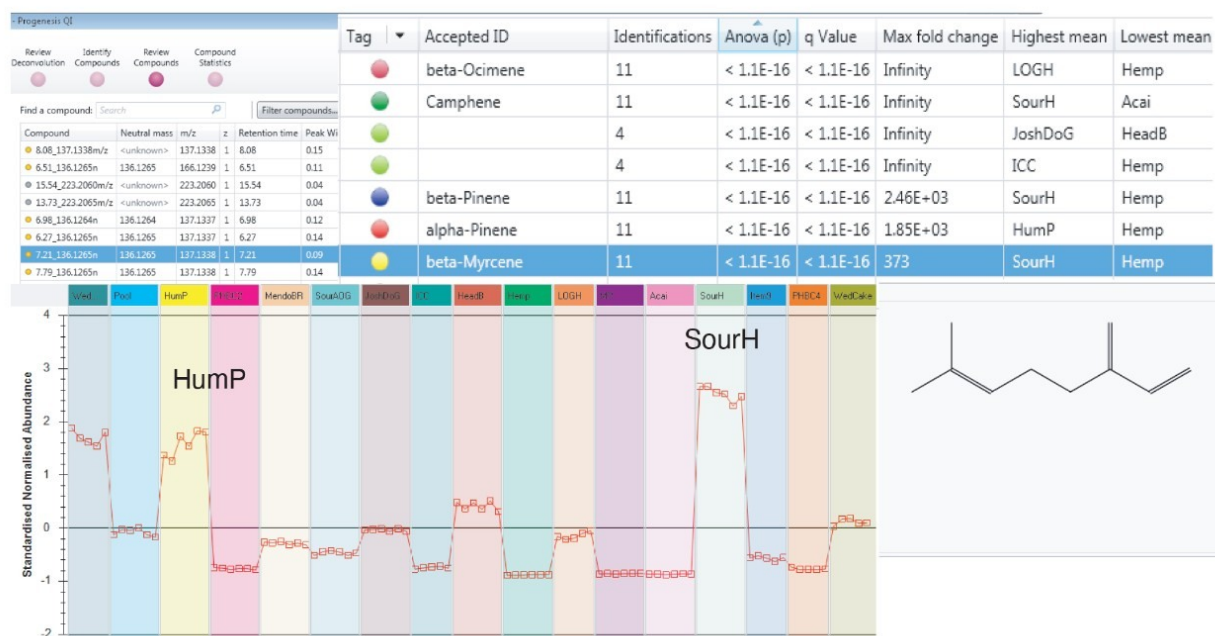 - Progenesis QI
Review Deconvolution
Identify Compounds
Review Compounds
Compound Statistics
Find a compound: Search
Filter compounds...
Compound Neutral mass m/z z Retention time Peak Wi
8.08_137.1338m/z <unknown> 137.1338 1 8.08 0.15
6.51_136.1265n 136.1265 166.1239 1 6.51 0.11
15.54_223.2060m/z <unknown> 223.2060 1 15.54 0.04
13.73_223.2065m/z <unknown> 223.2065 1 13.73 0.04
6.98_136.1264n 136.1264 137.1337 1 6.98 0.12
6.27_136.1265n 136.1265 137.1337 1 6.27 0.14
7.21_136.1265n 136.1265 137.1338 1 7.21 0.09
7.79_136.1265n 136.1265 137.1338 1 7.79 0.14
Tag Accepted ID Identifications Anova (p) q Value Max fold change Highest mean Lowest mean
beta-Ocimene 11 < 1.1E-16 < 1.1E-16 Infinity LOGH Hemp
Camphene 11 < 1.1E-16 < 1.1E-16 Infinity SourH Acai
4 < 1.1E-16 < 1.1E-16 Infinity JoshDoG HeadB
4 < 1.1E-16 < 1.1E-16 Infinity ICC Hemp
beta-Pinene 11 < 1.1E-16 < 1.1E-16 2.46E+03 SourH Hemp
alpha-Pinene 11 < 1.1E-16 < 1.1E-16 1.85E+03 HumP Hemp
beta-Myrcene 11 < 1.1E-16 < 1.1E-16 373 SourH Hemp
Wed... Pool HumP MendoBR SourAOG JoshDoG ICC HeadB Hemp LOGH Acai SourH PHBC4 WedCake
4
3
2
1
0
-1
-2
Standardised Normalised Abundance
HumP
SourH